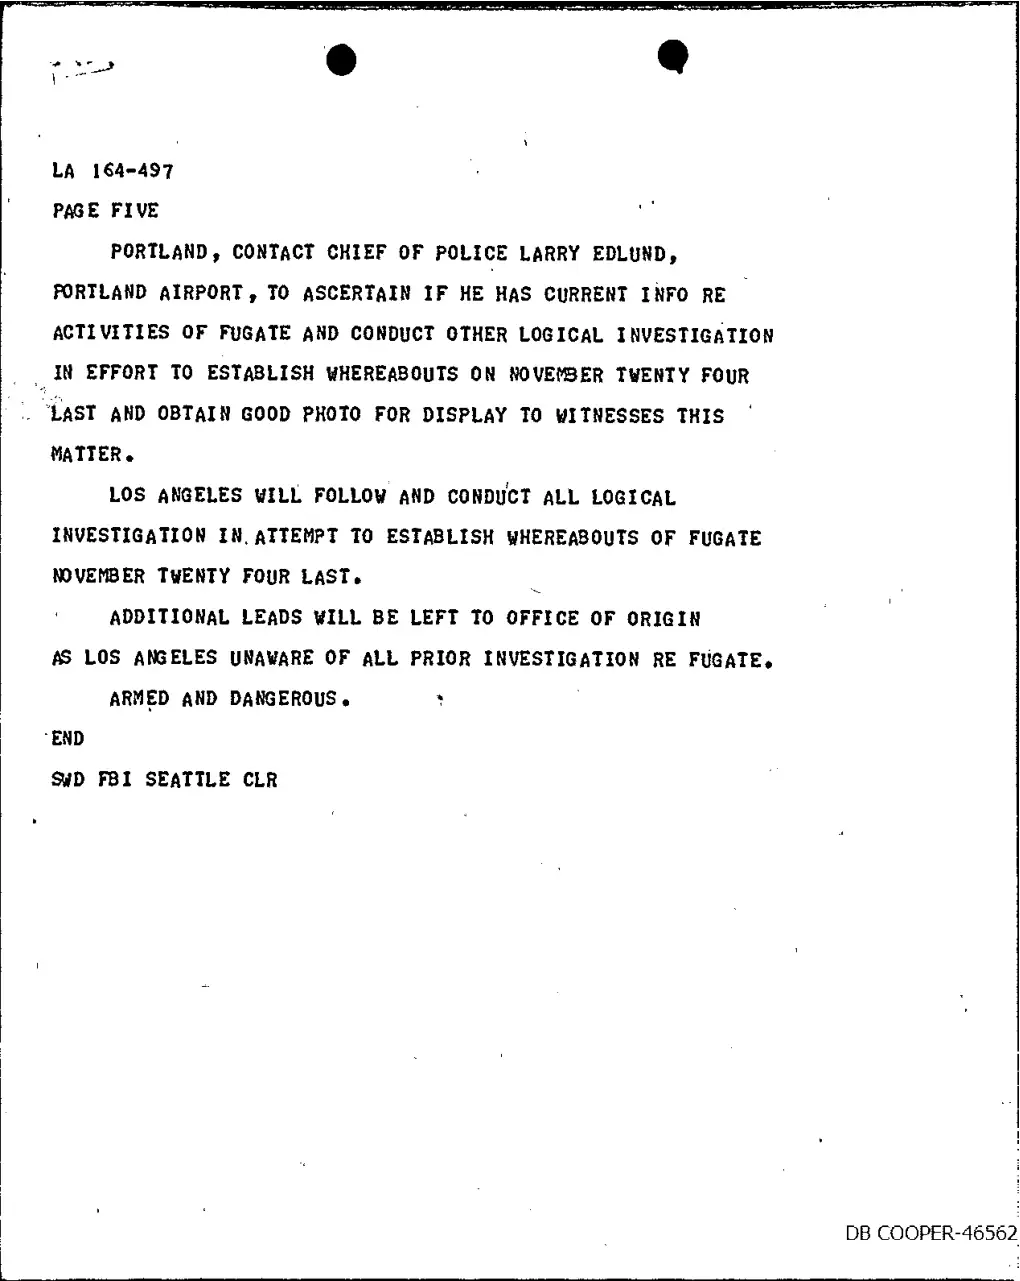 LA 164-497
PAGE FIVE
PORTLAND, CONTACT CHIEF OF POLICE LARRY EDLUND,
PORTLAND AIRPORT, TO ASCERTAIN IF HE HAS CURRENT INFO RE
ACTIVITIES OF FUGATE AND CONDUCT OTHER LOGICAL INVESTIGATION
IN EFFORT TO ESTABLISH WHEREABOUTS ON NOVEMBER TWENTY FOUR
LAST AND OBTAIN GOOD PHOTO FOR DISPLAY TO WITNESSES THIS
MATTER.
LOS ANGELES WILL FOLLOW AND CONDUCT ALL LOGICAL
INVESTIGATION IN ATTEMPT TO ESTABLISH WHEREABOUTS OF FUGATE
NOVEMBER TWENTY FOUR LAST.
ADDITIONAL LEADS WILL BE LEFT TO OFFICE OF ORIGIN
AS LOS ANGELES UNAWARE OF ALL PRIOR INVESTIGATION RE FUGATE.
ARMED AND DANGEROUS.
END
SWD FBI SEATTLE CLR
DB COOPER-46562